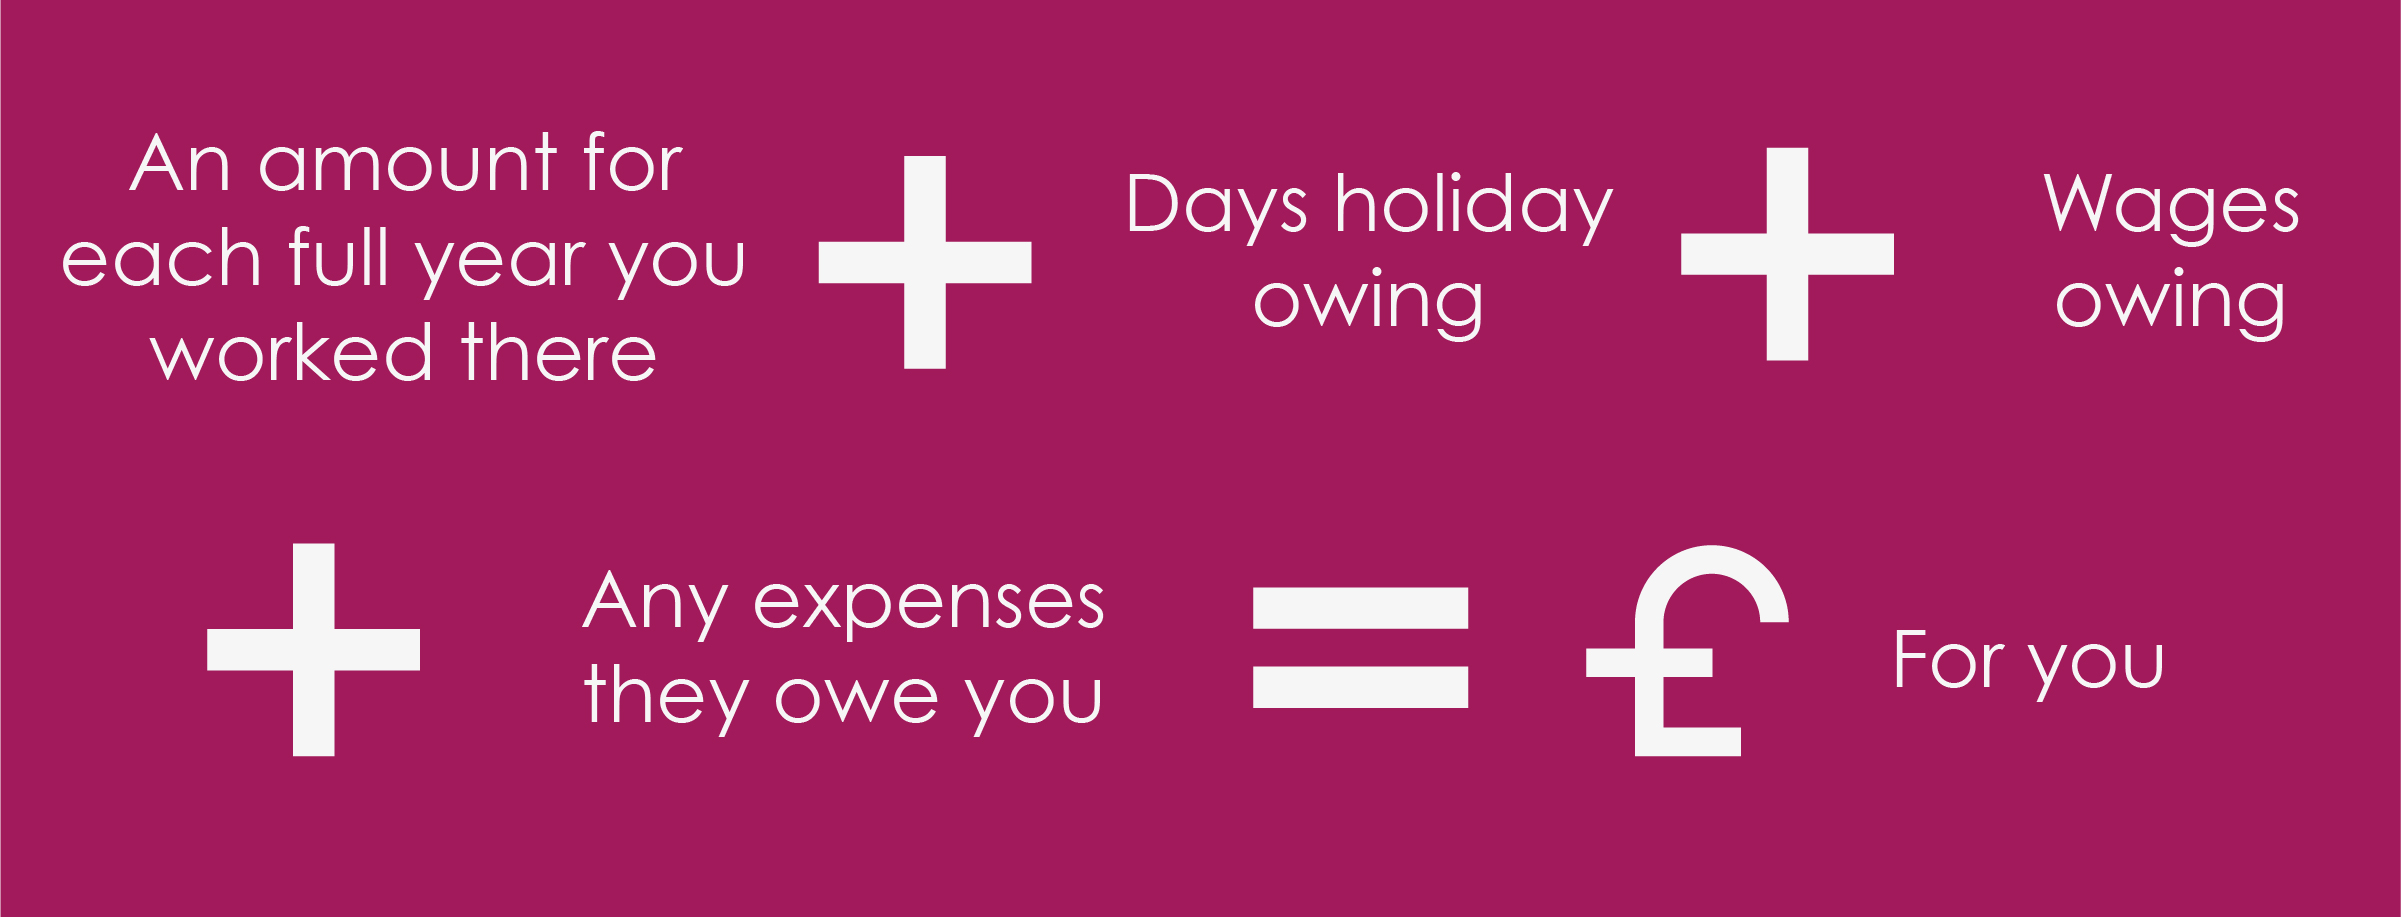 An amount for
each full year you
worked there
+
Days holiday
owing
+
Wages
owing
+
Any expenses
they owe you
=
£
For you